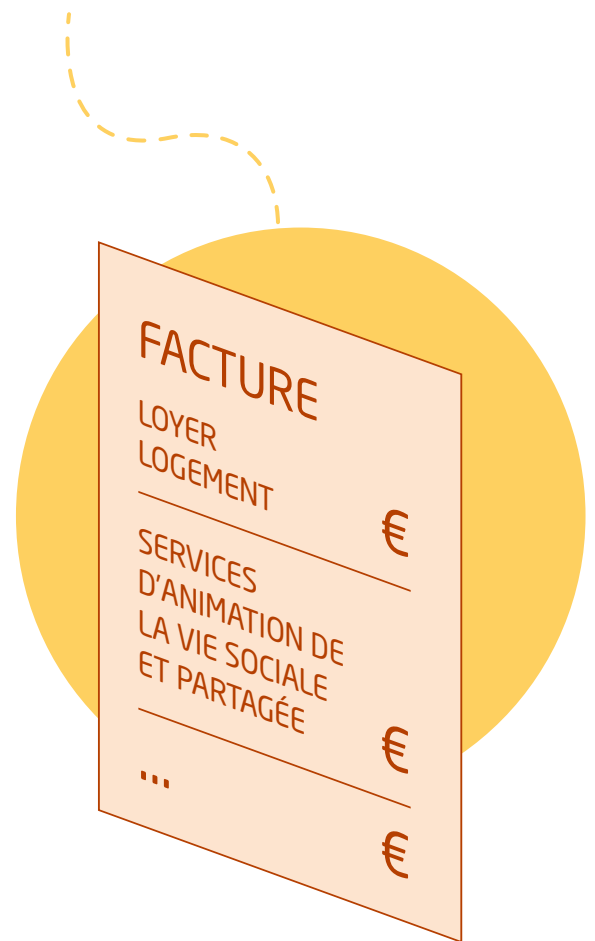 FACTURE
LOYER
LOGEMENT
€
SERVICES
D'ANIMATION DE
LA VIE SOCIALE
ET PARTAGÉE
€
...
€